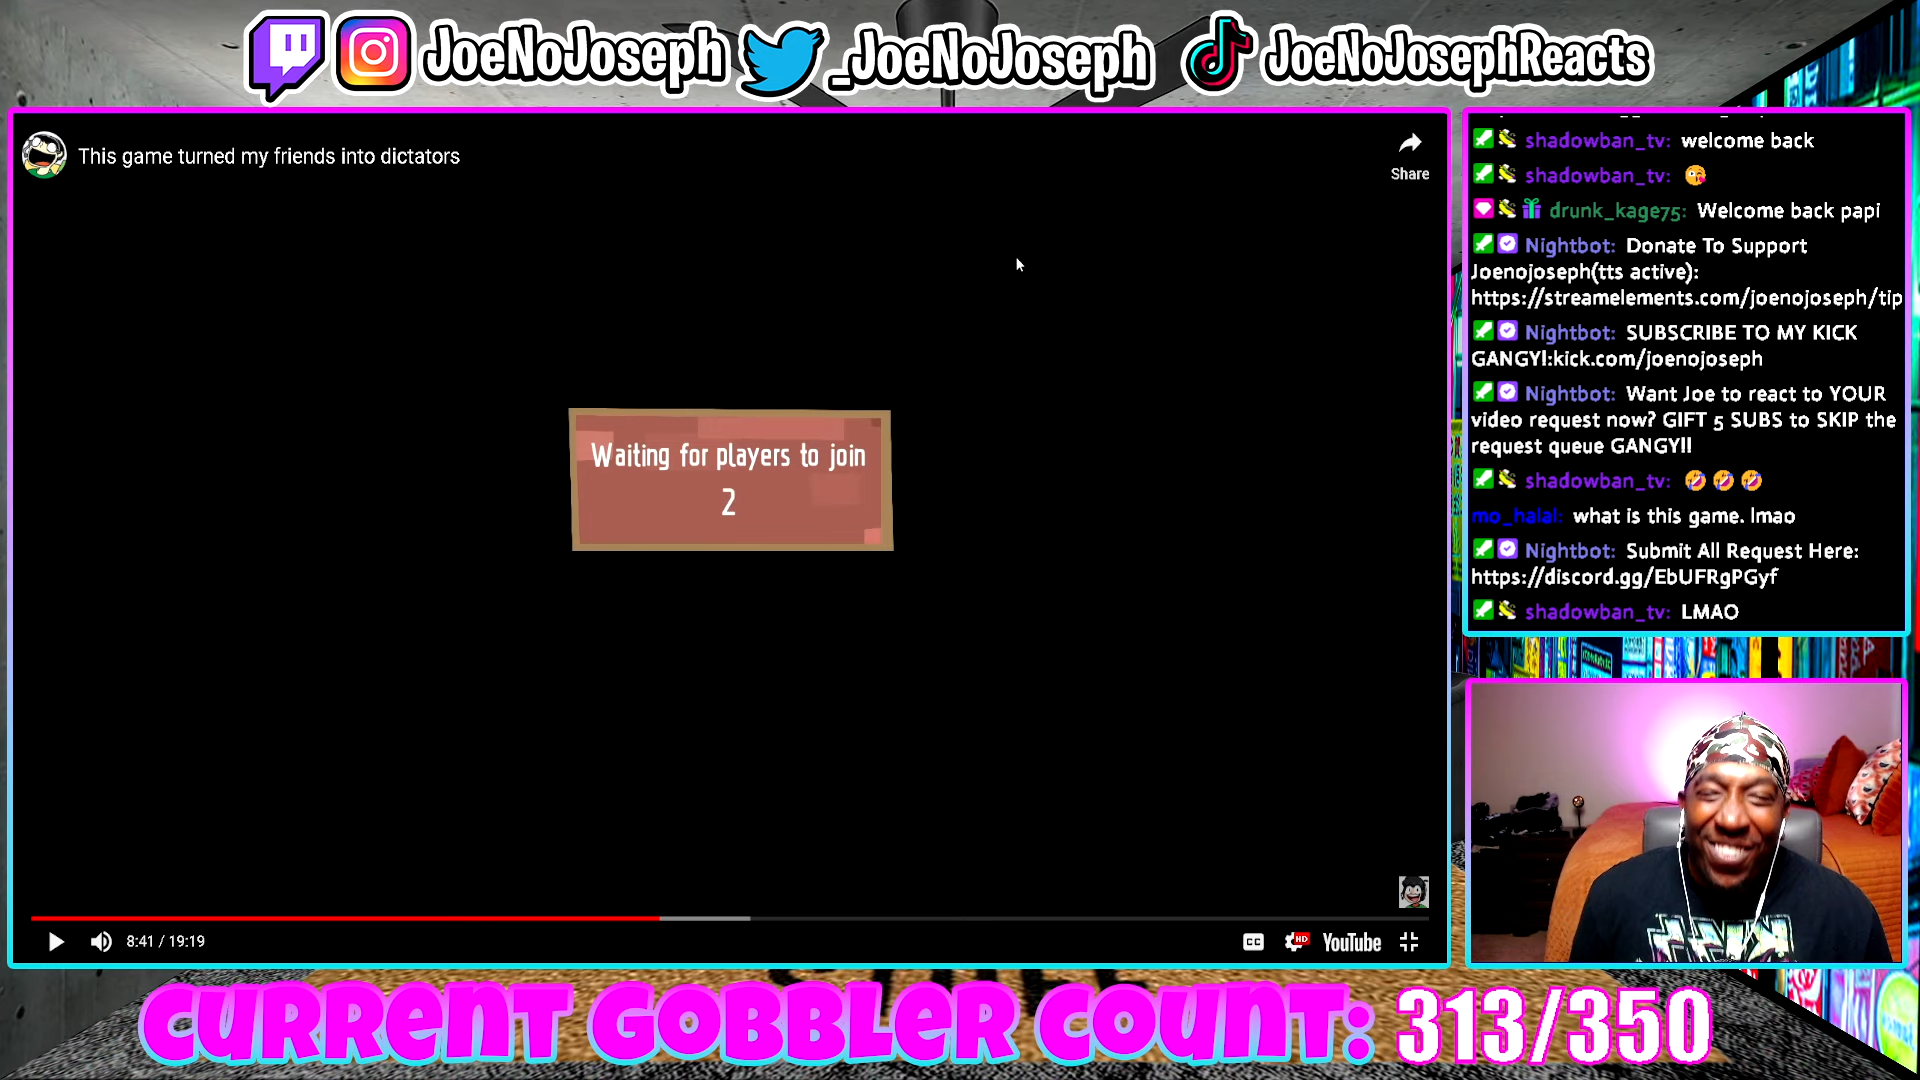 JoeNoJoseph _JoeNoJoseph JoeNoJosephReacts
This game turned my friends into dictators
Share
Waiting for players to join
2
8:41 / 19:19
CC
HD
YouTube
shadowban_tv: welcome back
shadowban_tv: 😘
drunk_kage75: Welcome back papi
Nightbot: Donate To Support
Joenojoseph(tts active):
https://streamelements.com/joenojoseph/tip
Nightbot: SUBSCRIBE TO MY KICK
GANGY!:kick.com/joenojoseph
Nightbot: Want Joe to react to YOUR
video request now? GIFT 5 SUBS to SKIP the
request queue GANGY!!
shadowban_tv: 🤣 🤣 🤣
mo_halal: what is this game. lmao
Nightbot: Submit All Request Here:
https://discord.gg/EbUFRgPGyf
shadowban_tv: LMAO
CURRENT GOBBLER COUNT: 313/350